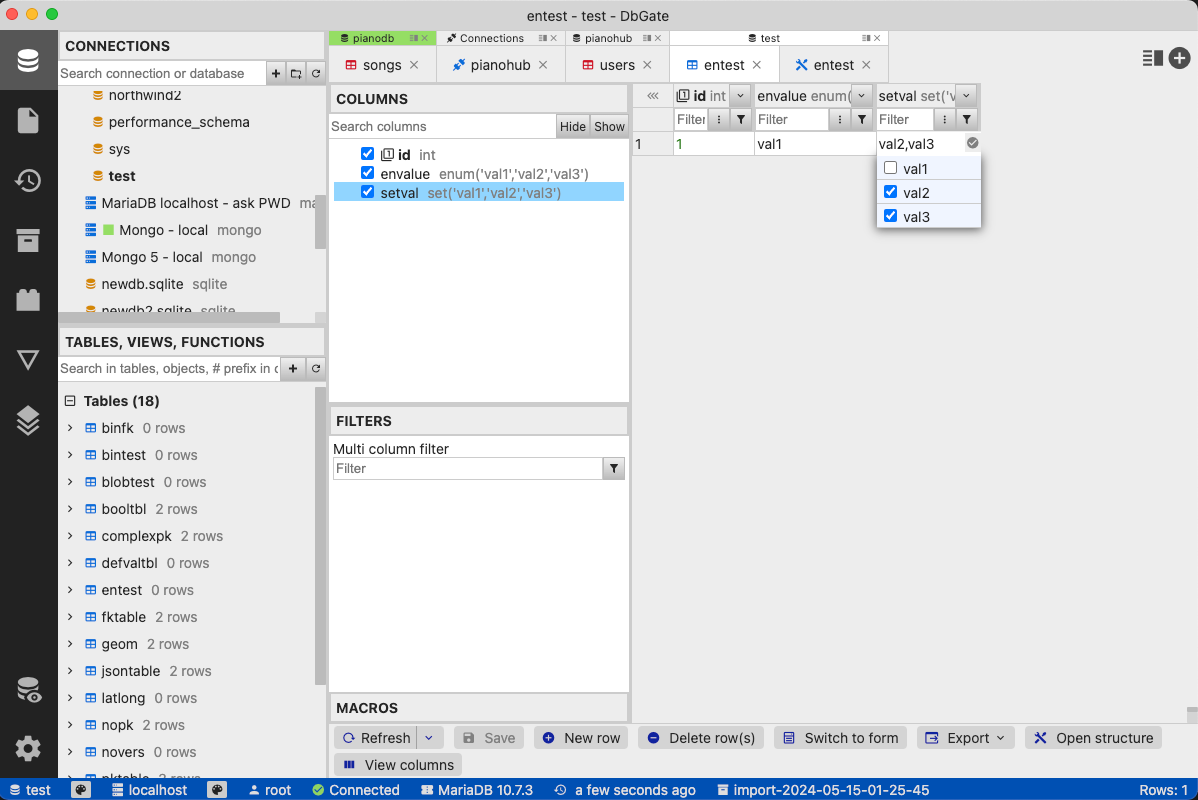 entest - test - DbGate
CONNECTIONS
Search connection or database
northwind2
performance_schema
sys
test
MariaDB localhost - ask PWD
Mongo - local mongo
Mongo 5 - local mongo
newdb.sqlite sqlite
newdb2.sqlite sqlite
TABLES, VIEWS, FUNCTIONS
Search in tables, objects, # prefix in
Tables (18)
binfk 0 rows
bintest 0 rows
blobtest 0 rows
booltbl 2 rows
complexpk 2 rows
defvaltbl 0 rows
entest 0 rows
fktable 2 rows
geom 2 rows
jsontable 2 rows
latlong 0 rows
nopk 2 rows
novers 0 rows
pktable 2 rows
pianodb
Connections
pianohub
test
songs
pianohub
users
entest
entest
COLUMNS
Search columns
Hide
Show
1 id int
envalue enum('val1','val2','val3')
setval set('val1','val2','val3')
FILTERS
Multi column filter
Filter
MACROS
1 id int
envalue enum(
setval set('v
Filter
Filter
Filter
1 1 val1 val2,val3
val1
val2
val3
Refresh
Save
New row
Delete row(s)
Switch to form
Export
Open structure
View columns
test
localhost
root
Connected
MariaDB 10.7.3
a few seconds ago
import-2024-05-15-01-25-45
Rows: 1